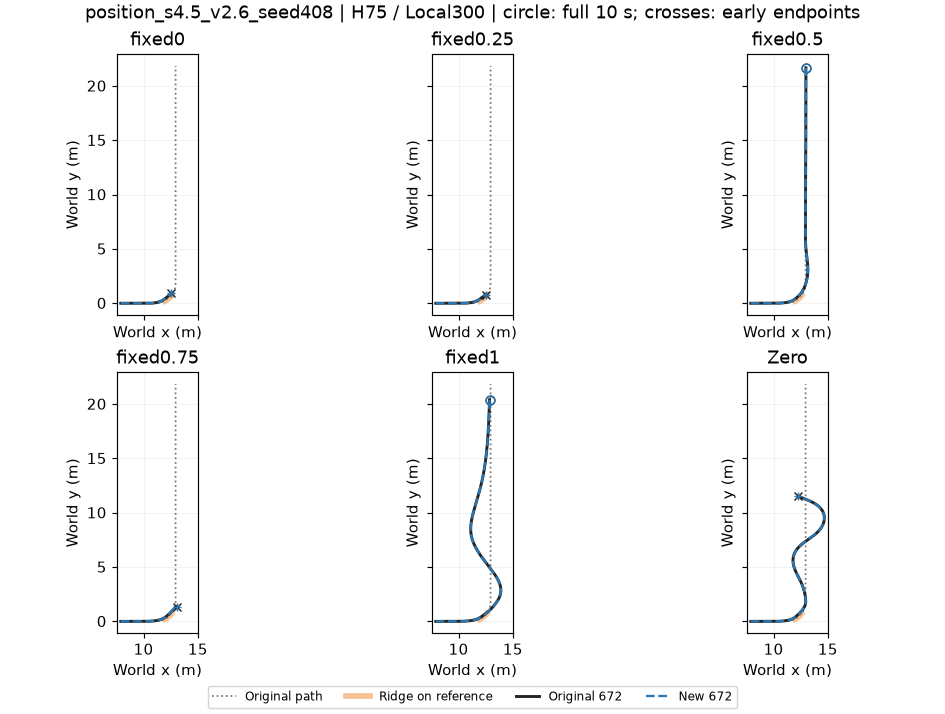 position_s4.5_v2.6_seed408 | H75 / Local300 | circle: full 10 s; crosses: early endpoints
fixed0
fixed0.25
fixed0.5
World y (m)
20
15
10
5
0
World x (m)
World y (m)
World x (m)
World y (m)
World x (m)
fixed0.75
fixed1
Zero
World y (m)
20
15
10
5
0
10 15
World x (m)
World y (m)
10 15
World x (m)
World y (m)
10 15
World x (m)
Original path
Ridge on reference
Original 672
New 672